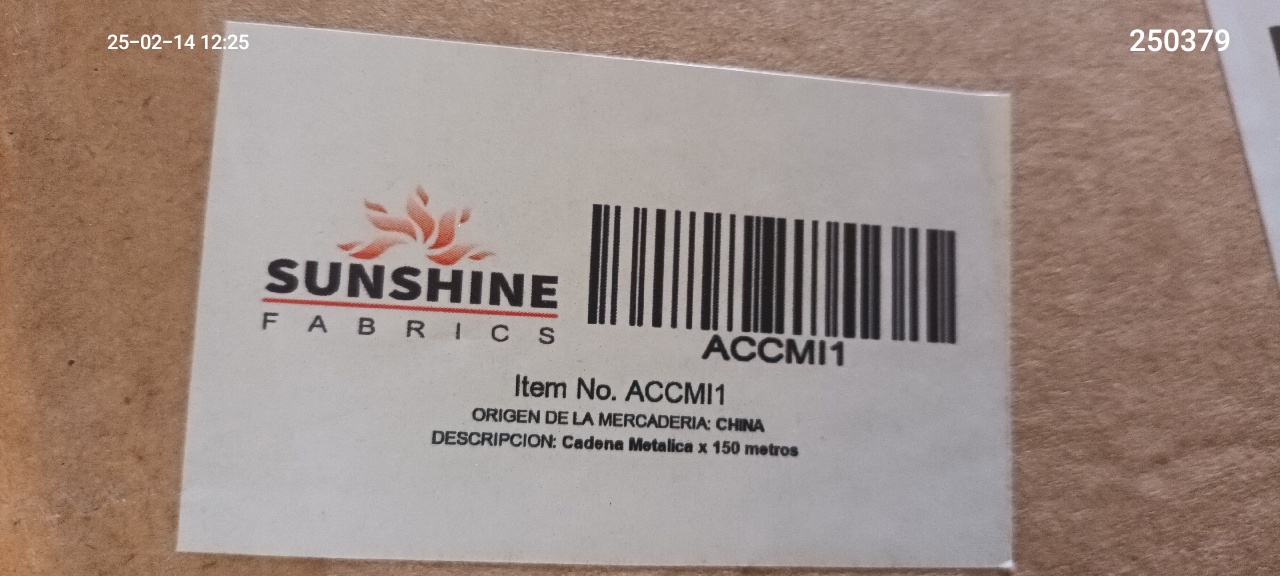 25-02-14 12:25
250379
SUNSHINE
FABRICS
ACCMI1
Item No. ACCMI1
ORIGEN DE LA MERCADERIA: CHINA
DESCRIPCION: Cadena Metalica x 150 metros